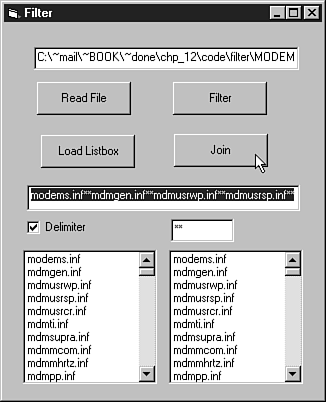 Filter
C:\~mail\~BOOK\~done\chp_12\code\filter\MODEM
Read File
Filter
Load Listbox
Join
modems.inf**mdmgen.inf**mdmusrwp.inf**mdmusrsp.inf**
Delimiter
**
modems.inf
mdmgen.inf
mdmusrwp.inf
mdmusrsp.inf
mdmusrcr.inf
mdmti.inf
mdmsupra.inf
mdmmcom.inf
mdmmhrtz.inf
mdmpp.inf
modems.inf
mdmgen.inf
mdmusrwp.inf
mdmusrsp.inf
mdmusrcr.inf
mdmti.inf
mdmsupra.inf
mdmmcom.inf
mdmmhrtz.inf
mdmpp.inf